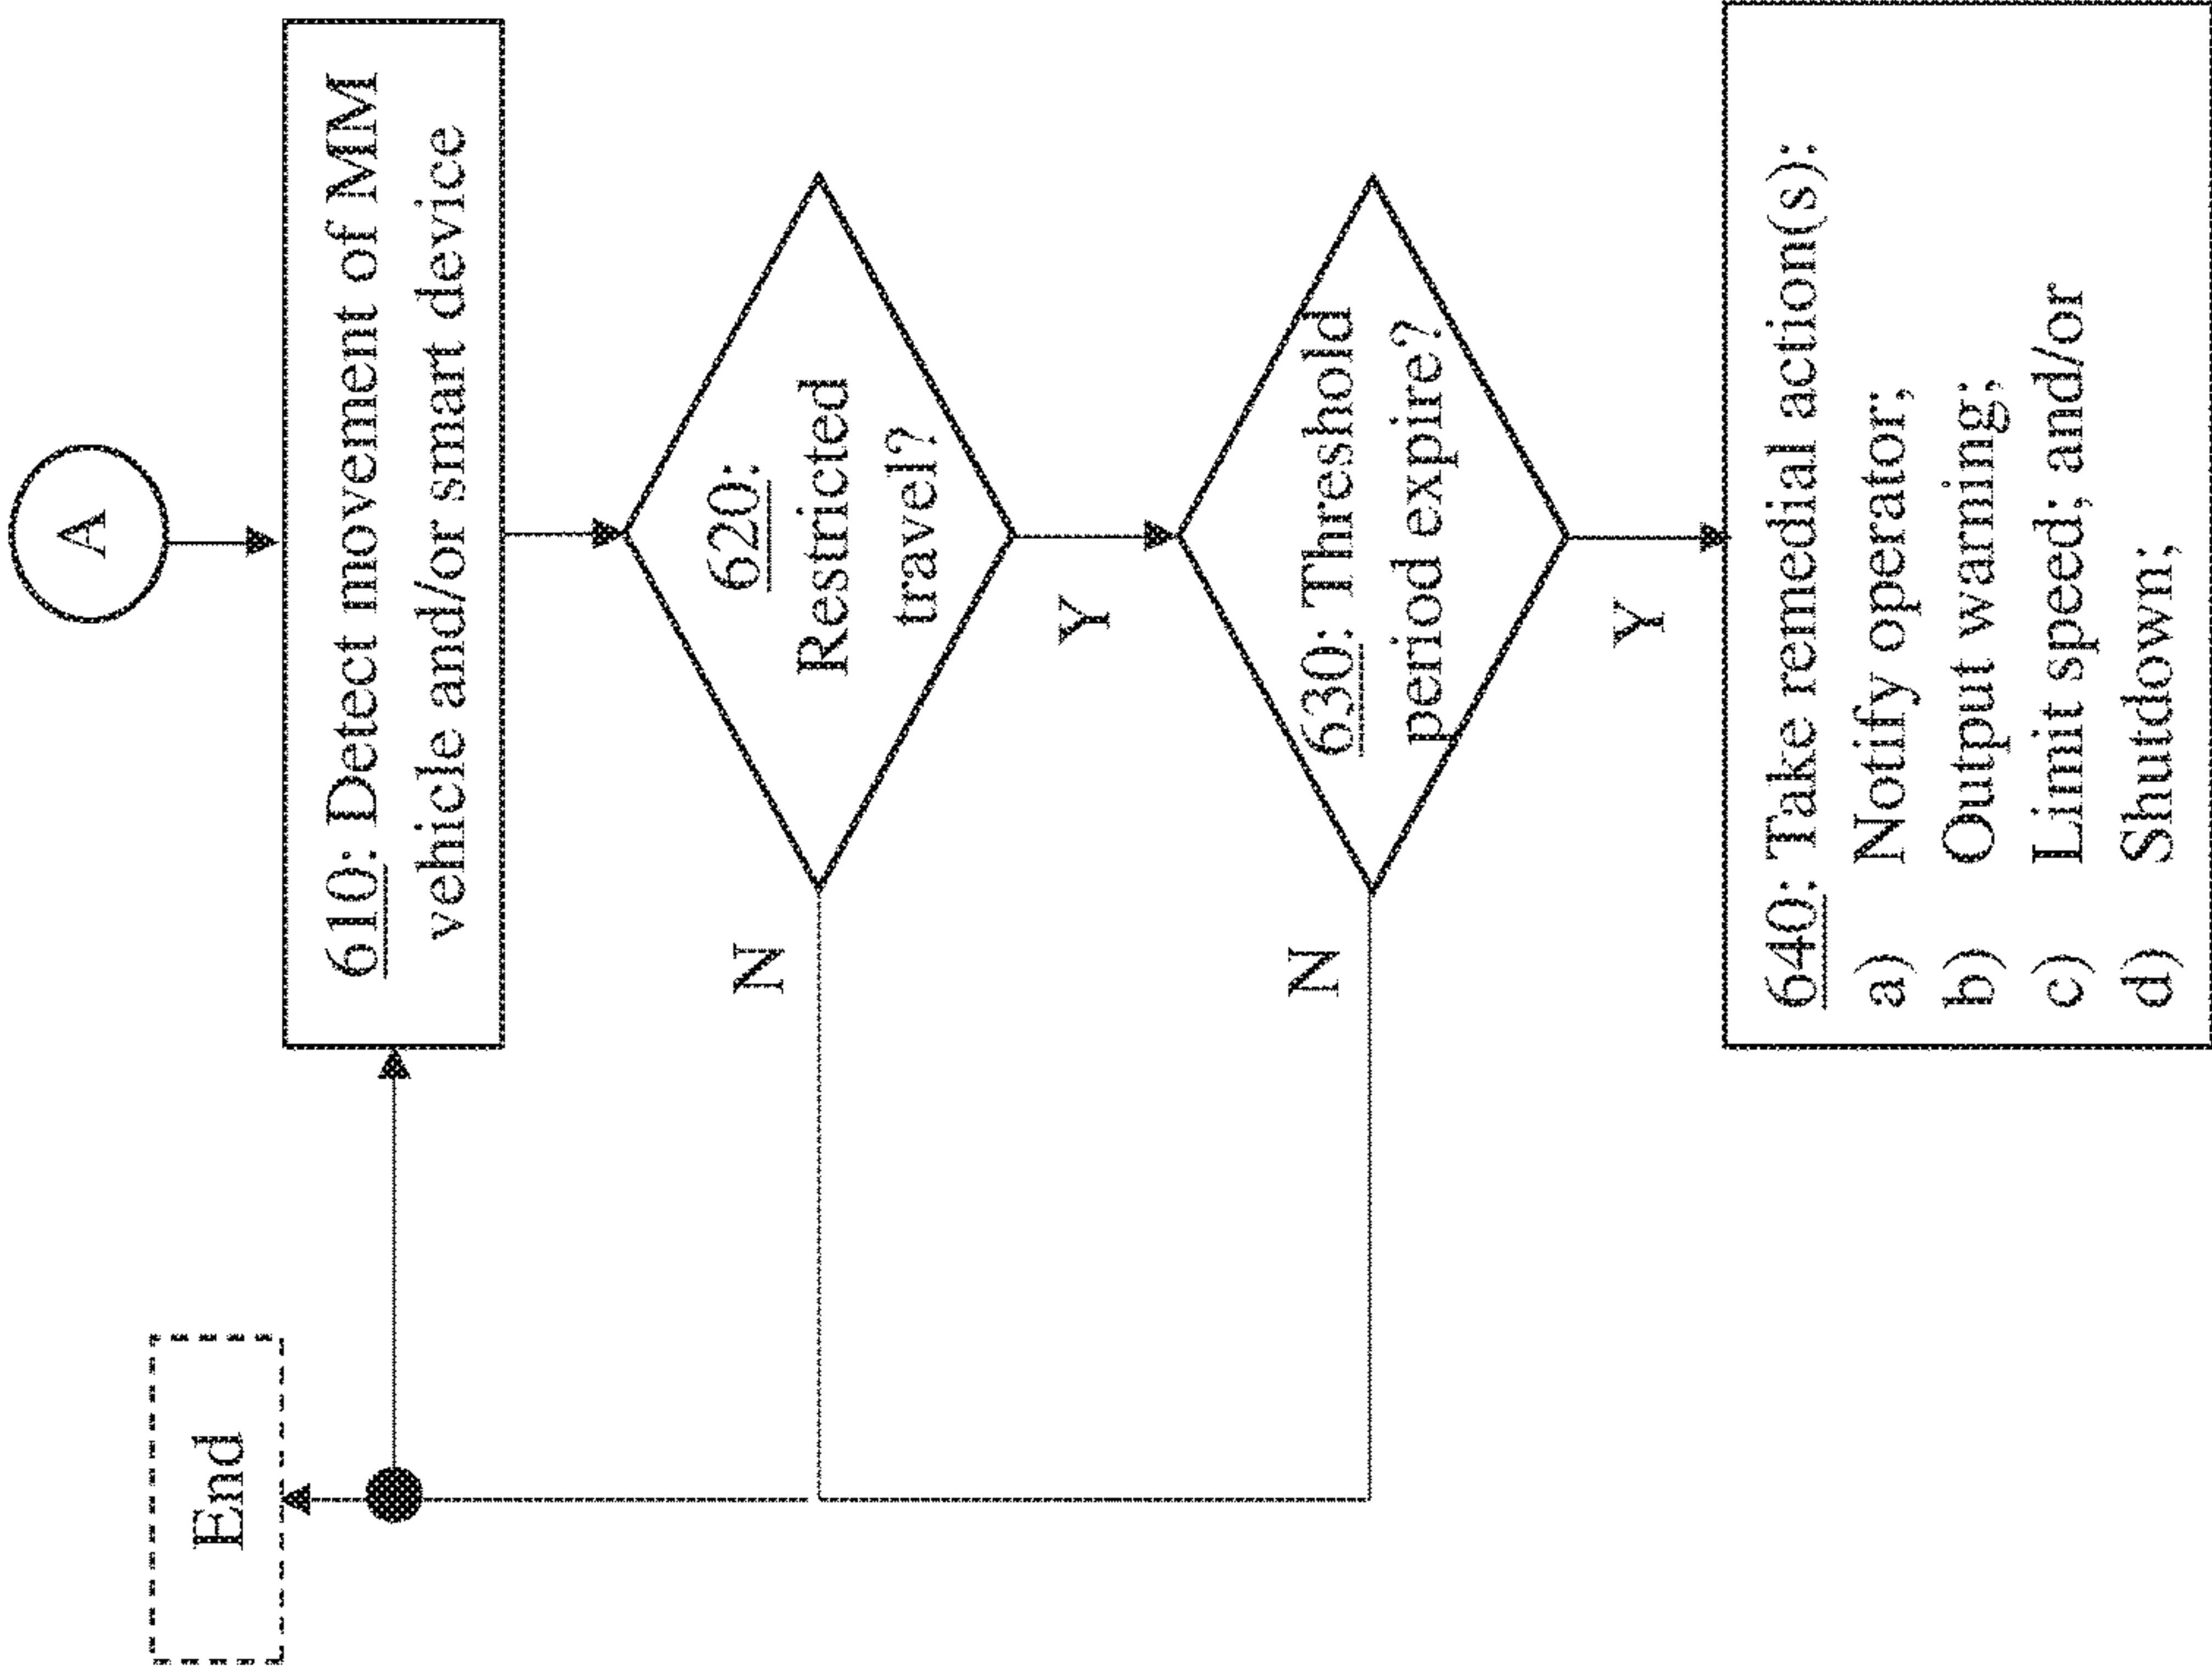 A
End
610: Detect movement of MM
vehicle and/or smart device
620:
Restricted
travel?
N
Y
630: Threshold
period expire?
N
Y
640: Take remedial action(s):
a) Notify operator;
b) Output warning;
c) Limit speed; and/or
d) Shutdown;